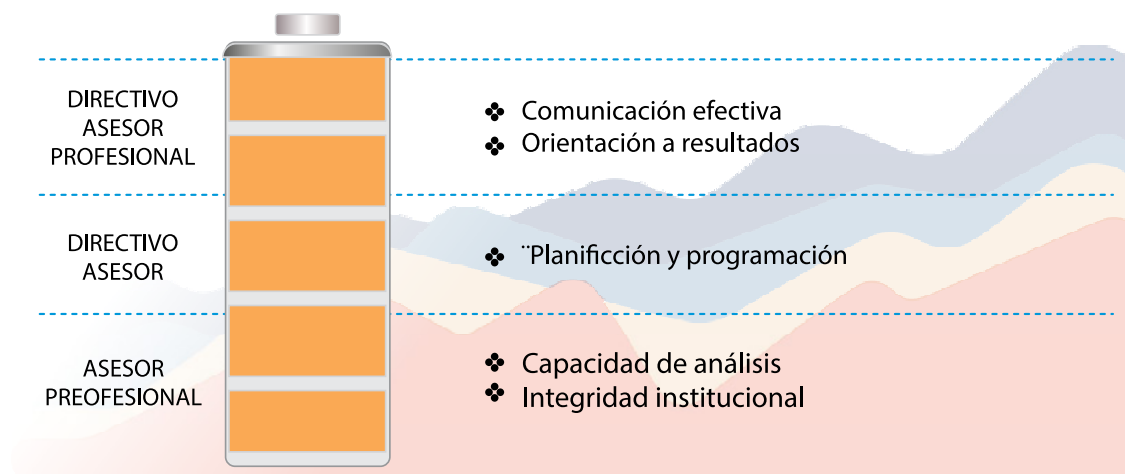 DIRECTIVO
ASESOR
PROFESIONAL
❖ Comunicación efectiva
❖ Orientación a resultados
DIRECTIVO
ASESOR
❖ ¨Planificción y programación
ASESOR
PREOFESIONAL
❖ Capacidad de análisis
❖ Integridad institucional